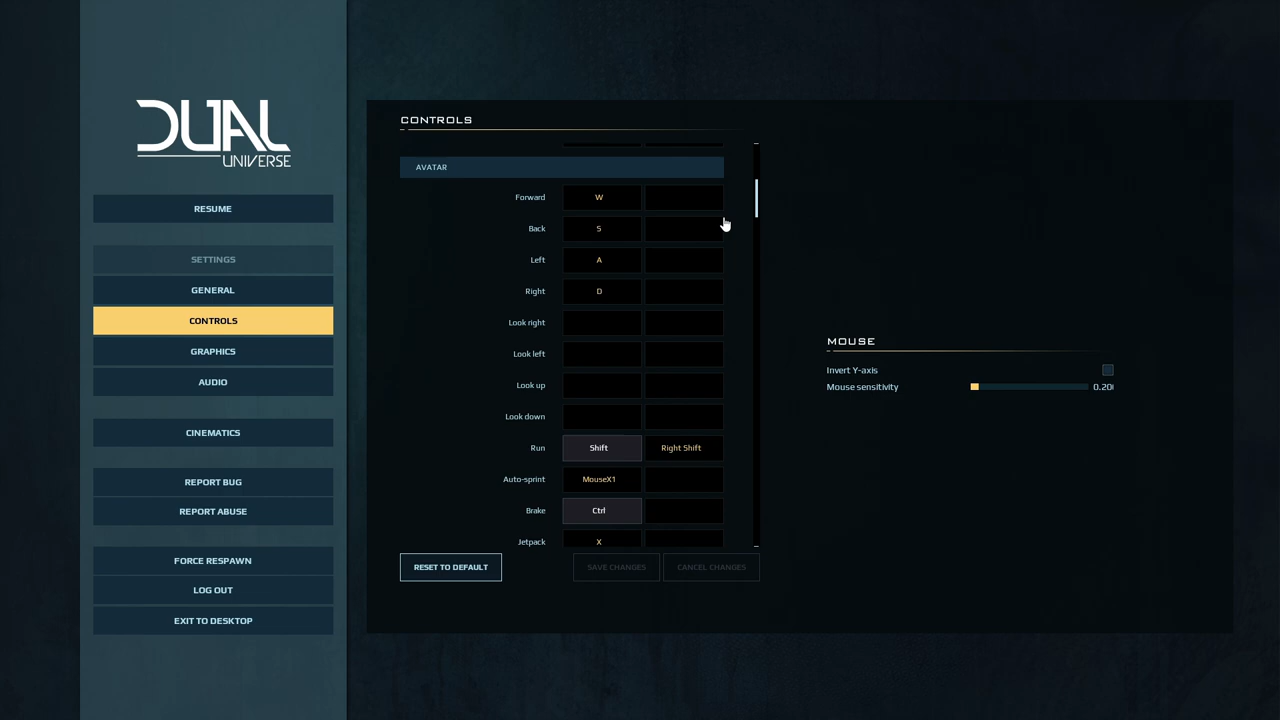 DUAL
UNIVERSE
RESUME
SETTINGS
GENERAL
CONTROLS
GRAPHICS
AUDIO
CINEMATICS
REPORT BUG
REPORT ABUSE
FORCE RESPAWN
LOG OUT
EXIT TO DESKTOP
CONTROLS
AVATAR
Forward W
Back S
Left A
Right D
Look right
Look left
Look up
Look down
Run Shift Right Shift
Auto-sprint MouseX1
Brake Ctrl
Jetpack X
RESET TO DEFAULT SAVE CHANGES CANCEL CHANGES
MOUSE
Invert Y-axis
Mouse sensitivity 0.20